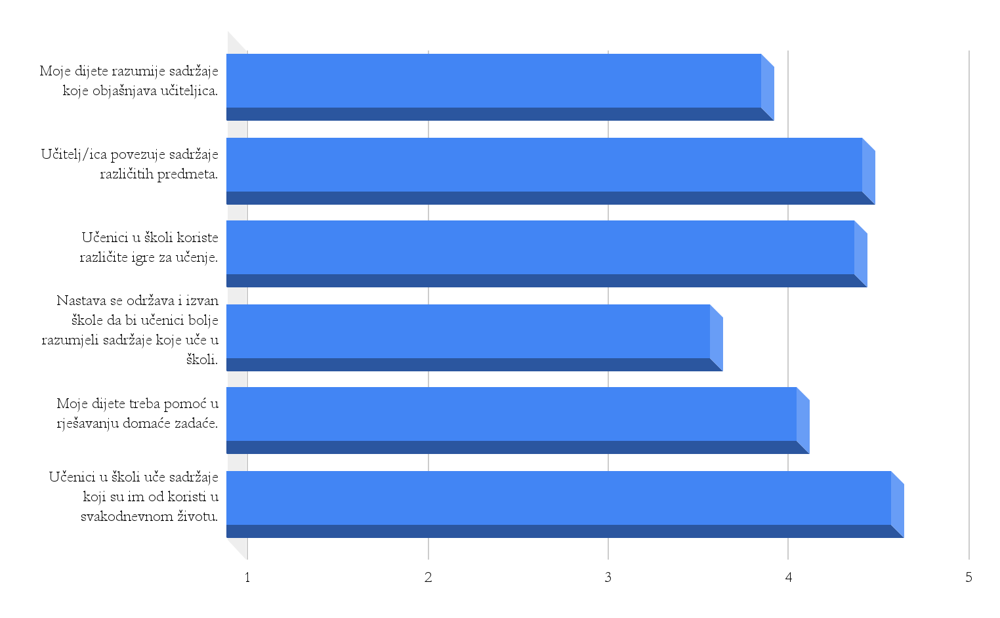 Moje dijete razumije sadržaje
koje objašnjava učiteljica.
Učitelj/ica povezuje sadržaje
različitih predmeta.
Učenici u školi koriste
različite igre za učenje.
Nastava se održava i izvan
škole da bi učenici bolje
razumjeli sadržaje koje uče u
školi.
Moje dijete treba pomoć u
rješavanju domaće zadaće.
Učenici u školi uče sadržaje
koji su im od koristi u
svakodnevnom životu.
1 2 3 4 5